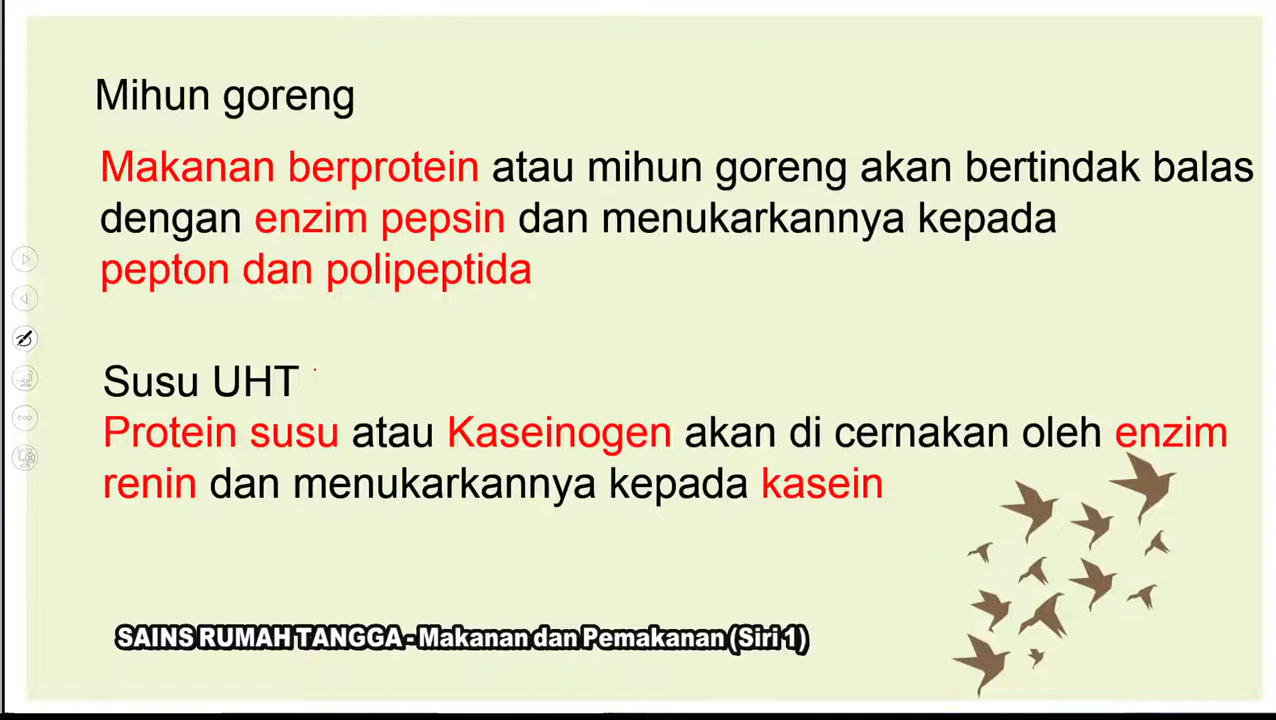 Mihun goreng
Makanan berprotein atau mihun goreng akan bertindak balas
dengan enzim pepsin dan menukarkannya kepada
pepton dan polipeptida
Susu UHT
Protein susu atau Kaseinogen akan di cernakan oleh enzim
renin dan menukarkannya kepada kasein
SAINS RUMAH TANGGA - Makanan dan Pemakanan (Siri 1)